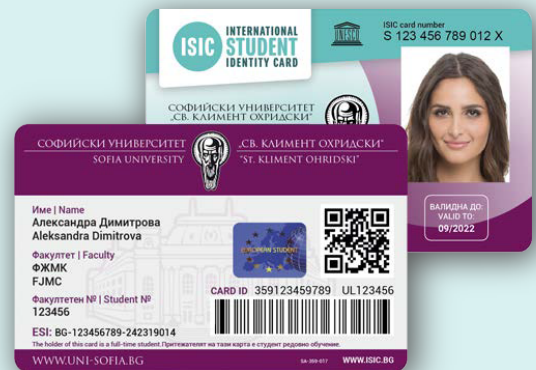 ISIC
INTERNATIONAL
STUDENT
IDENTITY CARD
UNESCO
ISIC card number
S 123 456 789 012 X
СОФИЙСКИ УНИВЕРСИТЕТ
„СВ. КЛИМЕНТ ОХРИДСКИ“
ВАЛИДНА ДО:
VALID TO:
09/2022
СОФИЙСКИ УНИВЕРСИТЕТ „СВ. КЛИМЕНТ ОХРИДСКИ“
SOFIA UNIVERSITY "ST. KLIMENT OHRIDSKI"
Име | Name
Александра Димитрова
Aleksandra Dimitrova
Факултет | Faculty
ФЖМК
FJMC
Факултетен № | Student №
123456
EUROPEAN STUDENT
CARD ID 359123459789 UL123456
ESI: BG-123456789-242319014
The holder of this card is a full-time student. Притежателят на тази карта е студент редовно обучение.
WWW.UNI-SOFIA.BG
WWW.ISIC.BG